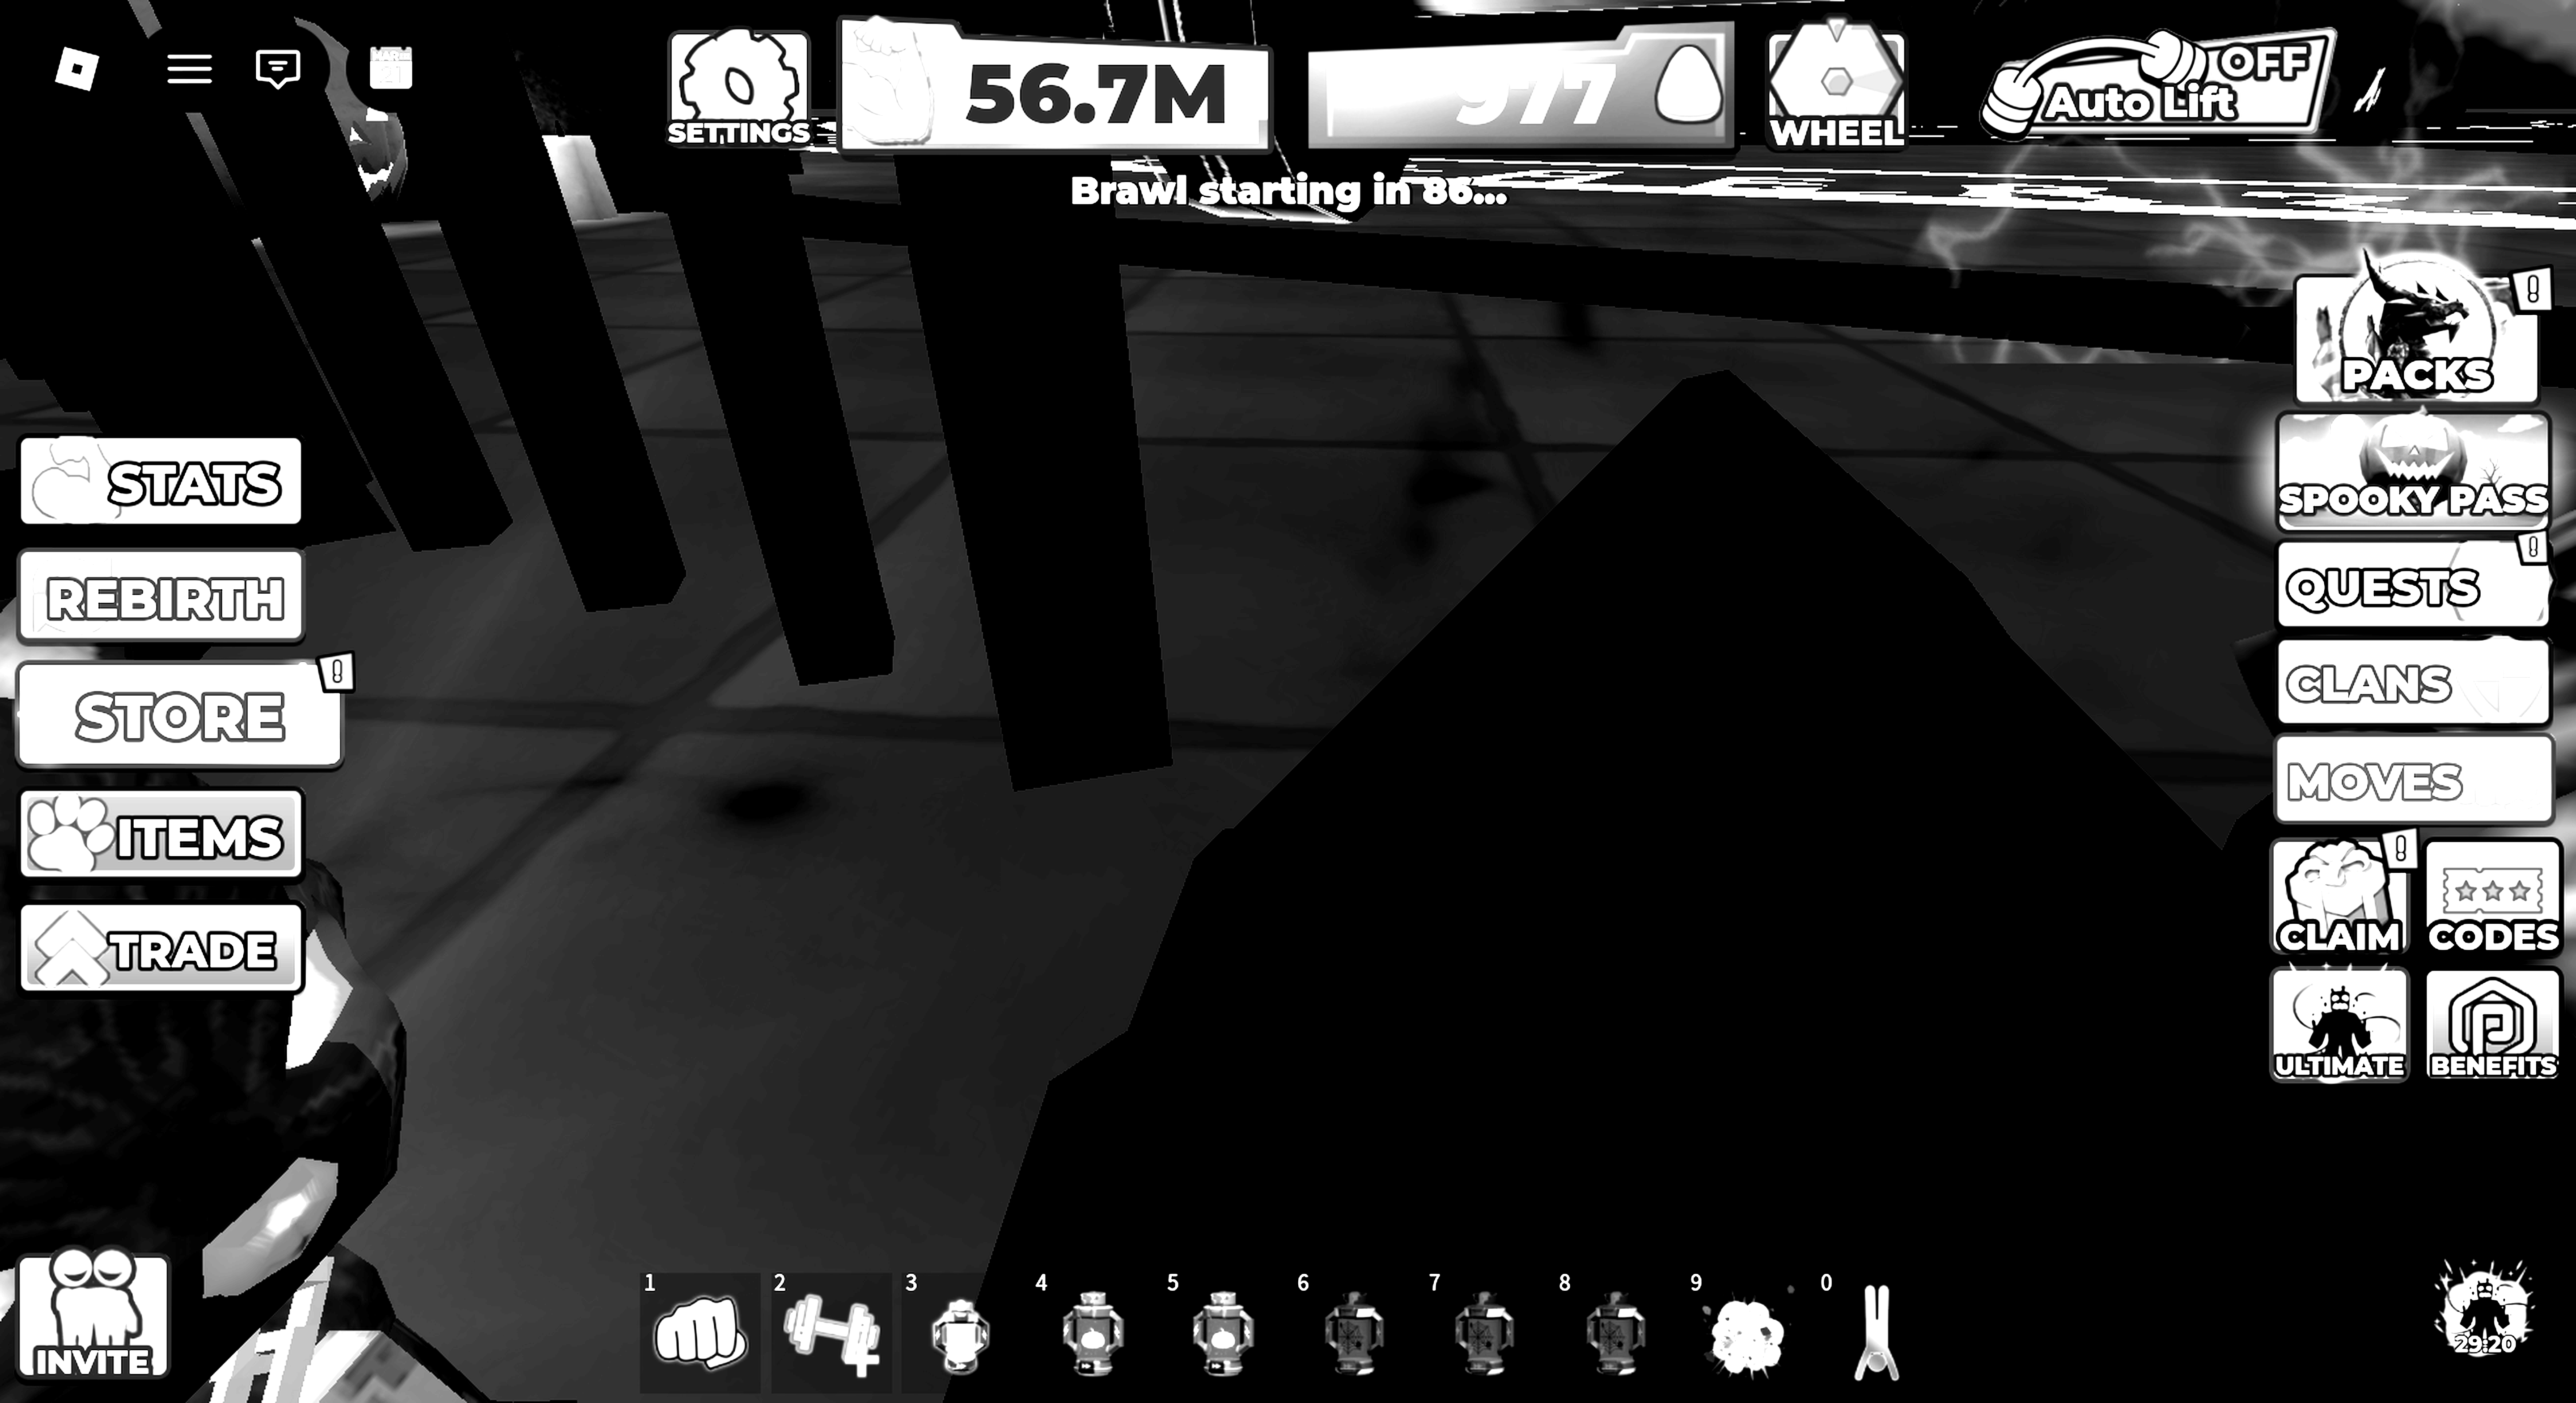 SETTINGS
56.7M
977
WHEEL
OFF
Auto Lift
Brawl starting in 86...
PACKS
SPOOKY PASS
QUESTS
CLANS
MOVES
CLAIM
CODES
ULTIMATE
BENEFITS
STATS
REBIRTH
STORE
ITEMS
TRADE
INVITE
1 2 3 4 5 6 7 8 9 0
29:20